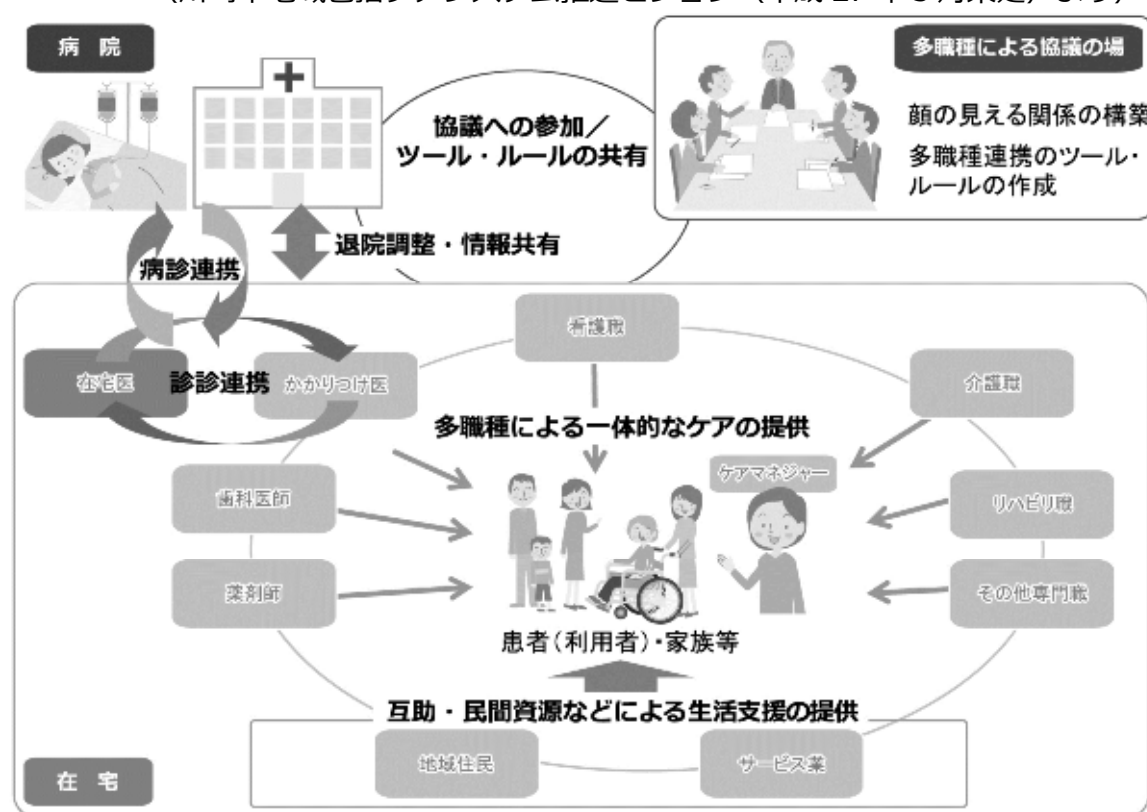 病 院
多職種による協議の場
顔の見える関係の構築
多職種連携のツール・
ルールの作成
協議への参加／
ツール・ルールの共有
退院調整・情報共有
病診連携
看護職
在宅医
診診連携
かかりつけ医
介護職
多職種による一体的なケアの提供
ケアマネジャー
歯科医師
リハビリ職
薬剤師
その他専門職
患者(利用者)・家族等
互助・民間資源などによる生活支援の提供
地域住民
サービス業
在 宅